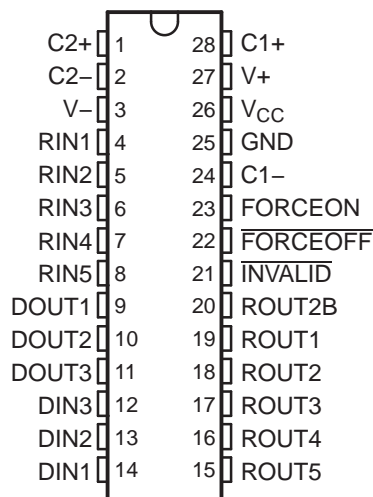 C2+ 1 28 C1+
C2− 2 27 V+
V− 3 26 VCC
RIN1 4 25 GND
RIN2 5 24 C1−
RIN3 6 23 FORCEON
RIN4 7 22 FORCEOFF
RIN5 8 21 INVALID
DOUT1 9 20 ROUT2B
DOUT2 10 19 ROUT1
DOUT3 11 18 ROUT2
DIN3 12 17 ROUT3
DIN2 13 16 ROUT4
DIN1 14 15 ROUT5